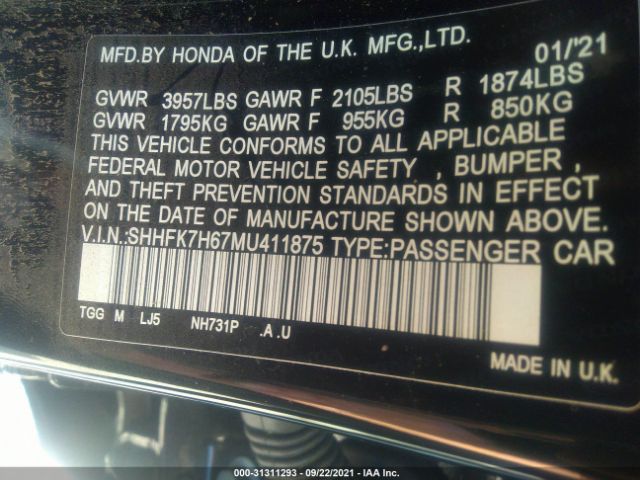 MFD.BY HONDA OF THE U.K. MFG.,LTD. 01/'21
GVWR 3957LBS GAWR F 2105LBS R 1874LBS
GVWR 1795KG GAWR F 955KG R 850KG
THIS VEHICLE CONFORMS TO ALL APPLICABLE
FEDERAL MOTOR VEHICLE SAFETY , BUMPER ,
AND THEFT PREVENTION STANDARDS IN EFFECT
ON THE DATE OF MANUFACTURE SHOWN ABOVE.
V.I.N.:SHHFK7H67MU411875 TYPE:PASSENGER CAR
TGG M LJ5 NH731P .A .U
MADE IN U.K.
000-31311293 - 09/22/2021 - IAA Inc.